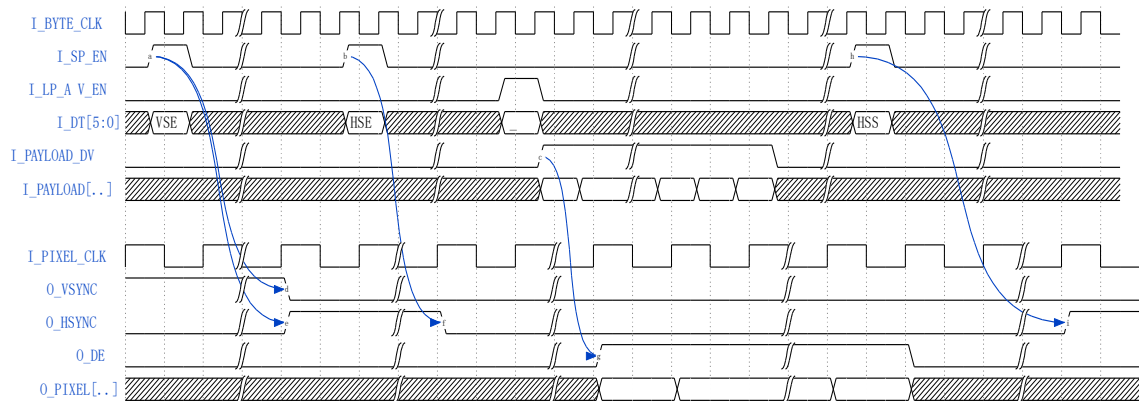 I_BYTE_CLK
I_SP_EN
a b h
I_LP_A V_EN
I_DT[5:0] VSE HSE _ HSS
I_PAYLOAD_DV
c
I_PAYLOAD[..]
I_PIXEL_CLK
O_VSYNC d
O_HSYNC e f i
O_DE g
O_PIXEL[..]